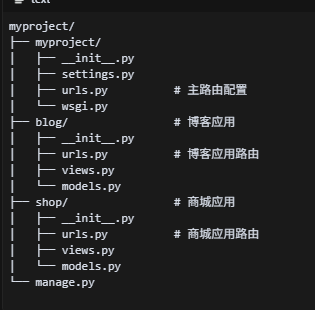 text
myproject/
├── myproject/
│   ├── __init__.py
│   ├── settings.py
│   ├── urls.py          # 主路由配置
│   └── wsgi.py
├── blog/                # 博客应用
│   ├── __init__.py
│   ├── urls.py          # 博客应用路由
│   ├── views.py
│   └── models.py
├── shop/                # 商城应用
│   ├── __init__.py
│   ├── urls.py          # 商城应用路由
│   ├── views.py
│   └── models.py
└── manage.py